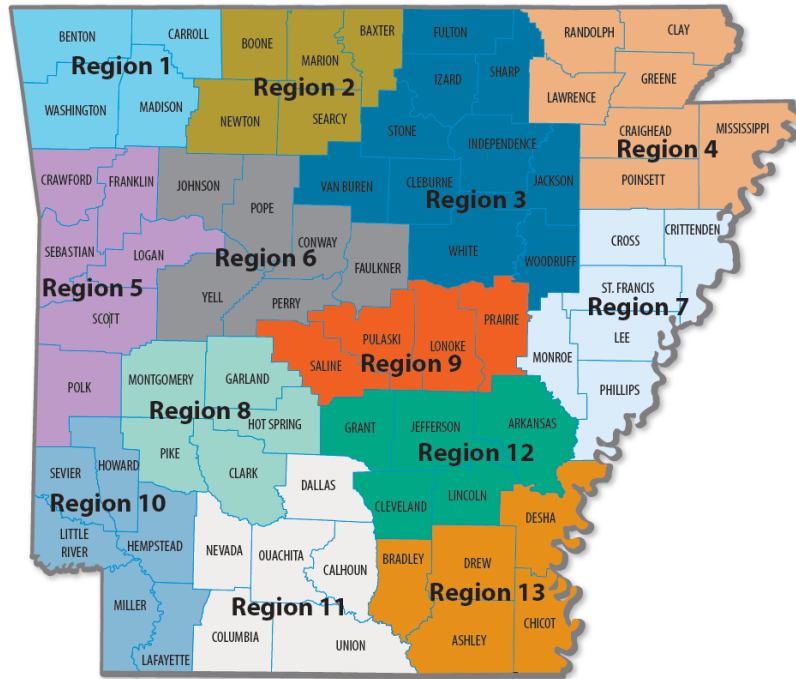 BENTON
CARROLL
Region 1
WASHINGTON
MADISON
BOONE
MARION
BAXTER
Region 2
NEWTON
SEARCY
FULTON
IZARD
SHARP
STONE
INDEPENDENCE
VAN BUREN
CLEBURNE
JACKSON
Region 3
WHITE
WOODRUFF
RANDOLPH
CLAY
GREENE
LAWRENCE
CRAIGHEAD
MISSISSIPPI
Region 4
POINSETT
CRAWFORD
FRANKLIN
SEBASTIAN
LOGAN
Region 5
SCOTT
POLK
JOHNSON
POPE
CONWAY
Region 6
FAULKNER
YELL
PERRY
CROSS
CRITTENDEN
ST. FRANCIS
Region 7
LEE
MONROE
PHILLIPS
MONTGOMERY
GARLAND
Region 8
HOT SPRING
PIKE
CLARK
PRAIRIE
PULASKI
LONOKE
Region 9
SALINE
SEVIER
HOWARD
Region 10
LITTLE
RIVER
HEMPSTEAD
MILLER
LAFAYETTE
DALLAS
NEVADA
OUACHITA
CALHOUN
Region 11
COLUMBIA
UNION
GRANT
JEFFERSON
ARKANSAS
Region 12
CLEVELAND
LINCOLN
DESHA
BRADLEY
DREW
Region 13
CHICOT
ASHLEY